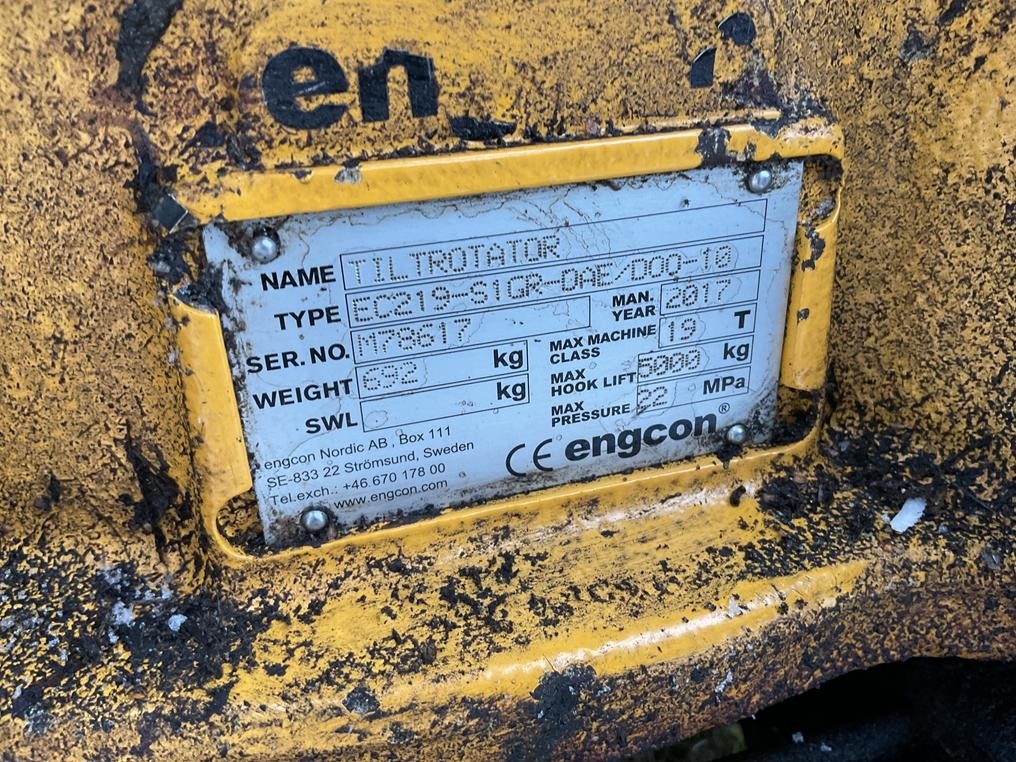 en
NAME TILTROTATOR
TYPE EC219-S1GR-DAE/DOO-10
SER. NO. M78617 MAN. YEAR 2017
WEIGHT 692 kg MAX MACHINE CLASS 19 T
SWL kg MAX HOOK LIFT 5000 kg
MAX PRESSURE 22 MPa
engcon Nordic AB , Box 111
SE-833 22 Strömsund, Sweden
Tel.exch.: +46 670 178 00
www.engcon.com
CE engcon®